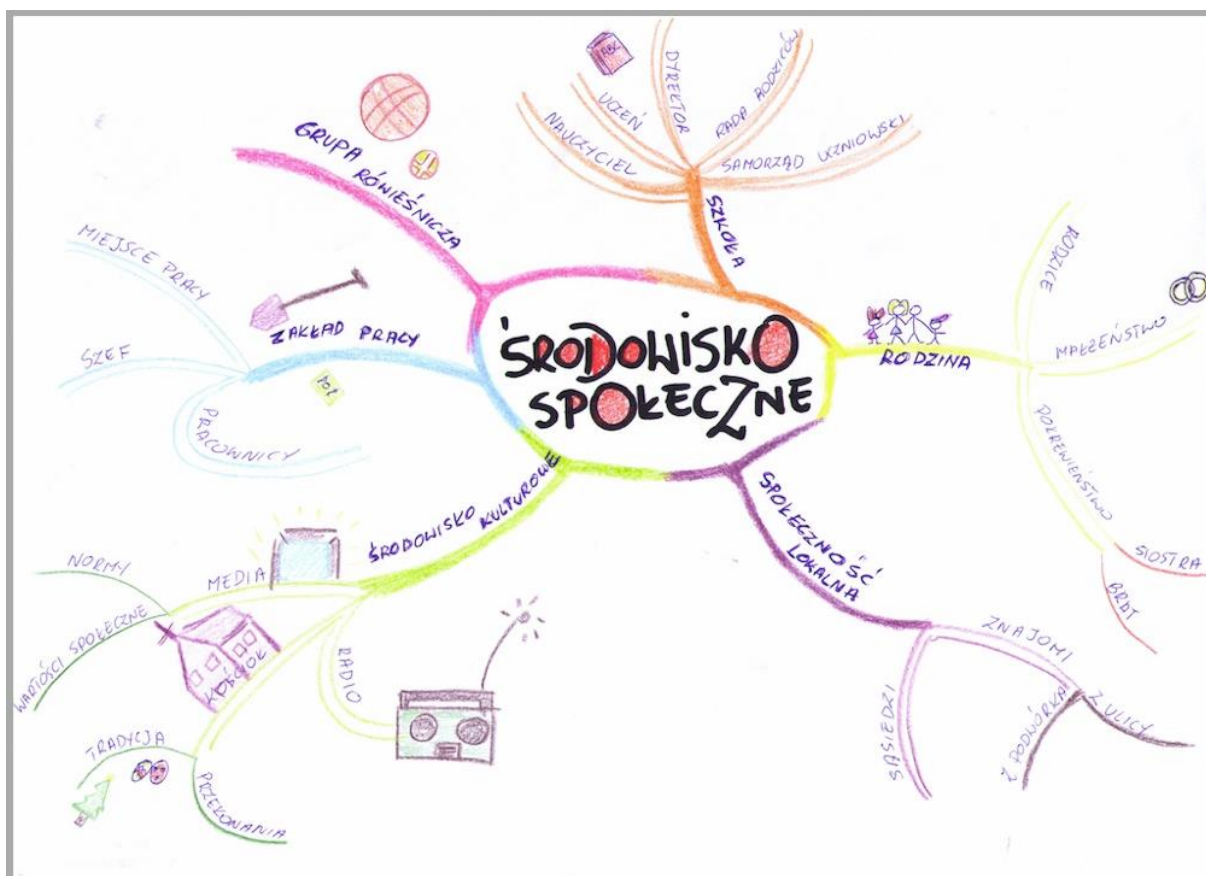 ŚRODOWISKO
SPOŁECZNE
GRUPA
RÓWIEŚNICZA
SZKOŁA
NAUCZYCIEL
UCZEŃ
DYREKTOR
RADA RODZICÓW
SAMORZĄD UCZNIOWSKI
ABC
RODZINA
RODZICE
MAŁŻEŃSTWO
POKREWIEŃSTWO
SIOSTRA
BRAT
SPOŁECZNOŚĆ
LOKALNA
ZNAJOMI
Z ULICY
Z PODWÓRKA
SĄSIEDZI
ŚRODOWISKO
KULTUROWE
MEDIA
NORMY
WARTOŚCI SPOŁECZNE
KOŚCIÓŁ
TRADYCJA
PRZEKONANIA
RADIO
ZAKŁAD PRACY
MIEJSCE PRACY
SZEF
PRACOWNICY